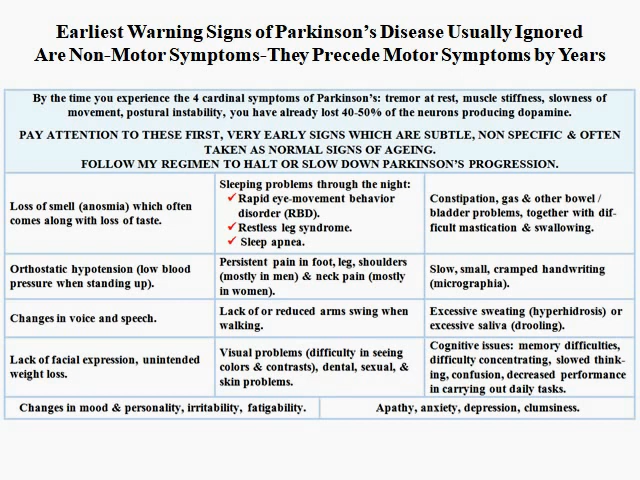 Earliest Warning Signs of Parkinson's Disease Usually Ignored
Are Non-Motor Symptoms-They Precede Motor Symptoms by Years
By the time you experience the 4 cardinal symptoms of Parkinson's: tremor at rest, muscle stiffness, slowness of
movement, postural instability, you have already lost 40-50% of the neurons producing dopamine.
PAY ATTENTION TO THESE FIRST, VERY EARLY SIGNS WHICH ARE SUBTLE, NON SPECIFIC & OFTEN
TAKEN AS NORMAL SIGNS OF AGEING.
FOLLOW MY REGIMEN TO HALT OR SLOW DOWN PARKINSON'S PROGRESSION.
Loss of smell (anosmia) which often
comes along with loss of taste.
Sleeping problems through the night:
✓Rapid eye-movement behavior
disorder (RBD).
✓Restless leg syndrome.
✓ Sleep apnea.
Constipation, gas & other bowel /
bladder problems, together with dif-
ficult mastication & swallowing.
Orthostatic hypotension (low blood
pressure when standing up).
Persistent pain in foot, leg, shoulders
(mostly in men) & neck pain (mostly
in women).
Slow, small, cramped handwriting
(micrographia).
Changes in voice and speech.
Lack of or reduced arms swing when
walking.
Excessive sweating (hyperhidrosis) or
excessive saliva (drooling).
Lack of facial expression, unintended
weight loss.
Visual problems (difficulty in seeing
colors & contrasts), dental, sexual, &
skin problems.
Cognitive issues: memory difficulties,
difficulty concentrating, slowed think-
ing, confusion, decreased performance
in carrying out daily tasks.
Changes in mood & personality, irritability, fatigability.
Apathy, anxiety, depression, clumsiness.